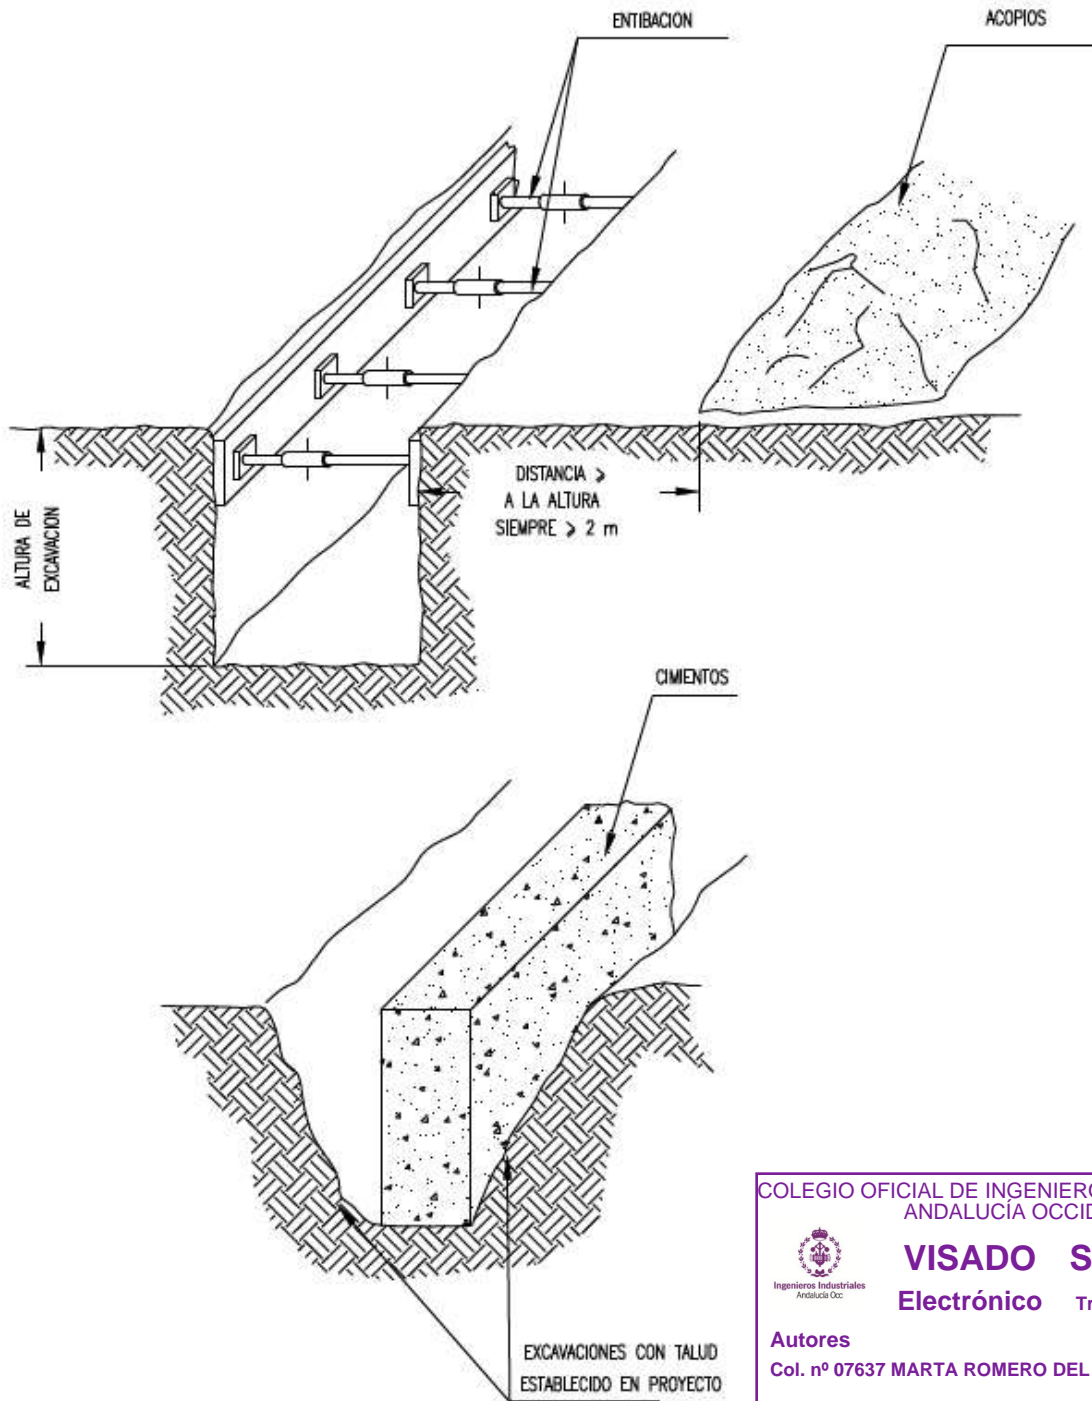 ENTIBACION
ACOPIOS
DISTANCIA ⩾
A LA ALTURA
SIEMPRE ⩾ 2 m
ALTURA DE
EXCAVACION
CIMIENTOS
EXCAVACIONES CON TALUD
ESTABLECIDO EN PROYECTO
COLEGIO OFICIAL DE INGENIER
ANDALUCÍA OCCID
Ingenieros Industriales
Andalucía Occ
VISADO S
Electrónico Tr
Autores
Col. nº 07637 MARTA ROMERO DEL